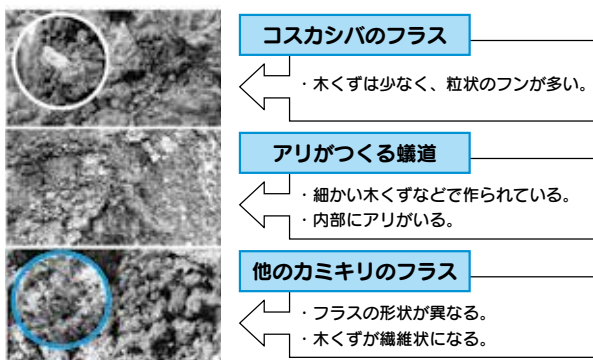 コスカシバのフラス
・木くずは少なく、粒状のフンが多い。
アリがつくる蟻道
・細かい木くずなどで作られている。
・内部にアリがいる。
他のカミキリのフラス
・フラスの形状が異なる。
・木くずが繊維状になる。